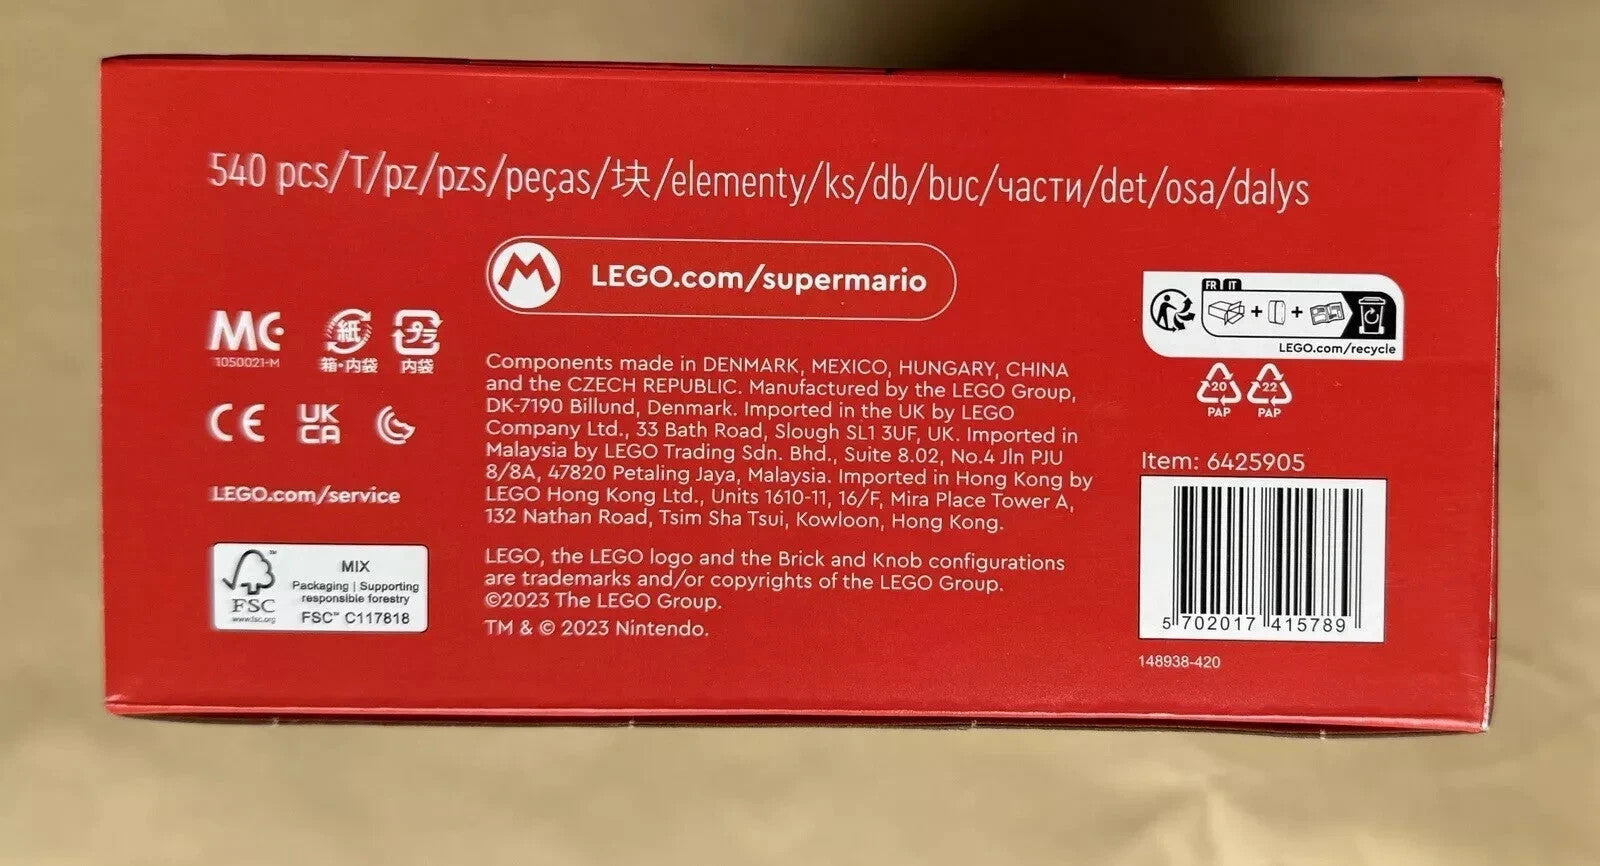 540 pcs/T/pz/pzs/peças/块/elementy/ks/db/buc/части/det/osa/dalys
M LEGO.com/supermario
MC
1050021-M
紙
箱・内袋
プラ
内袋
CE
UK
CA
LEGO.com/service
FSC
www.fsc.org
MIX
Packaging | Supporting
responsible forestry
FSC™ C117818
Components made in DENMARK, MEXICO, HUNGARY, CHINA
and the CZECH REPUBLIC. Manufactured by the LEGO Group,
DK-7190 Billund, Denmark. Imported in the UK by LEGO
Company Ltd., 33 Bath Road, Slough SL1 3UF, UK. Imported in
Malaysia by LEGO Trading Sdn. Bhd., Suite 8.02, No.4 Jln PJU
8/8A, 47820 Petaling Jaya, Malaysia. Imported in Hong Kong by
LEGO Hong Kong Ltd., Units 1610-11, 16/F, Mira Place Tower A,
132 Nathan Road, Tsim Sha Tsui, Kowloon, Hong Kong.
LEGO, the LEGO logo and the Brick and Knob configurations
are trademarks and/or copyrights of the LEGO Group.
©2023 The LEGO Group.
TM & © 2023 Nintendo.
FR IT
+ +
LEGO.com/recycle
20 22
PAP PAP
Item: 6425905
5 702017 415789
148938-420